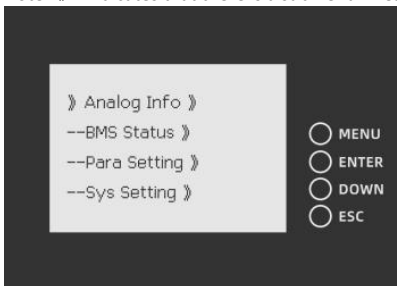 》 Analog Info 》
--BMS Status 》
--Para Setting 》
--Sys Setting 》
MENU
ENTER
DOWN
ESC